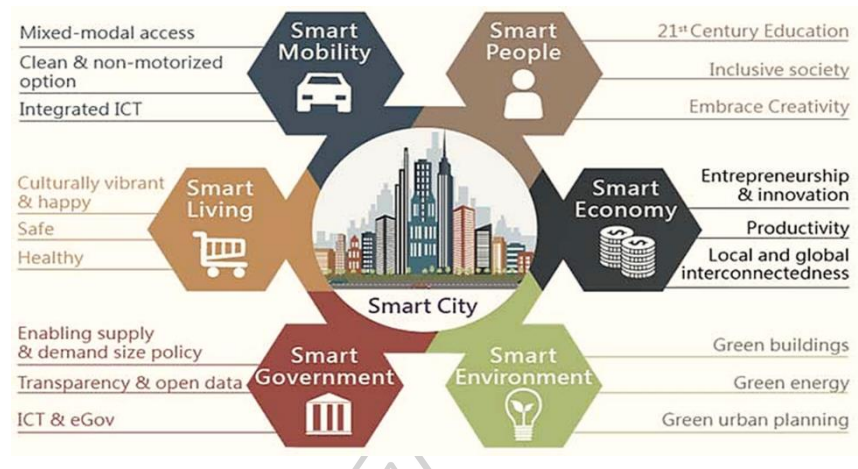 Mixed-modal access
Clean & non-motorized
option
Integrated ICT
Smart
Mobility
Smart
People
21st Century Education
Inclusive society
Embrace Creativity
Culturally vibrant
& happy
Safe
Healthy
Smart
Living
Smart
Economy
Entrepreneurship
& innovation
Productivity
Local and global
interconnectedness
Smart City
Enabling supply
& demand size policy
Transparency & open data
ICT & eGov
Smart
Government
Smart
Environment
Green buildings
Green energy
Green urban planning